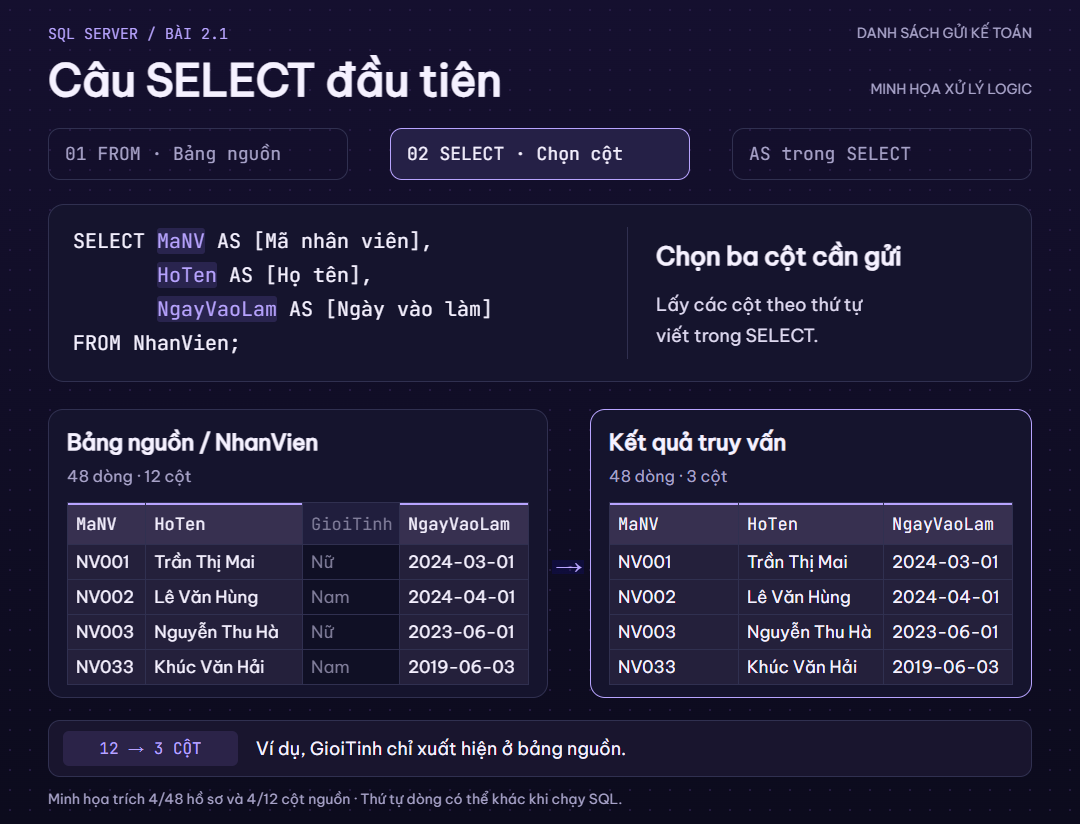 SQL SERVER / BÀI 2.1
DANH SÁCH GỬI KẾ TOÁN
Câu SELECT đầu tiên
MINH HỌA XỬ LÝ LOGIC
01 FROM · Bảng nguồn
02 SELECT · Chọn cột
AS trong SELECT
SELECT MaNV AS [Mã nhân viên],
HoTen AS [Họ tên],
NgayVaoLam AS [Ngày vào làm]
FROM NhanVien;
Chọn ba cột cần gửi
Lấy các cột theo thứ tự
viết trong SELECT.
Bảng nguồn / NhanVien
48 dòng · 12 cột
MaNV HoTen GioiTinh NgayVaoLam
NV001 Trần Thị Mai Nữ 2024-03-01
NV002 Lê Văn Hùng Nam 2024-04-01
NV003 Nguyễn Thu Hà Nữ 2023-06-01
NV033 Khúc Văn Hải Nam 2019-06-03
→
Kết quả truy vấn
48 dòng · 3 cột
MaNV HoTen NgayVaoLam
NV001 Trần Thị Mai 2024-03-01
NV002 Lê Văn Hùng 2024-04-01
NV003 Nguyễn Thu Hà 2023-06-01
NV033 Khúc Văn Hải 2019-06-03
12 → 3 CỘT
Ví dụ, GioiTinh chỉ xuất hiện ở bảng nguồn.
Minh họa trích 4/48 hồ sơ và 4/12 cột nguồn · Thứ tự dòng có thể khác khi chạy SQL.